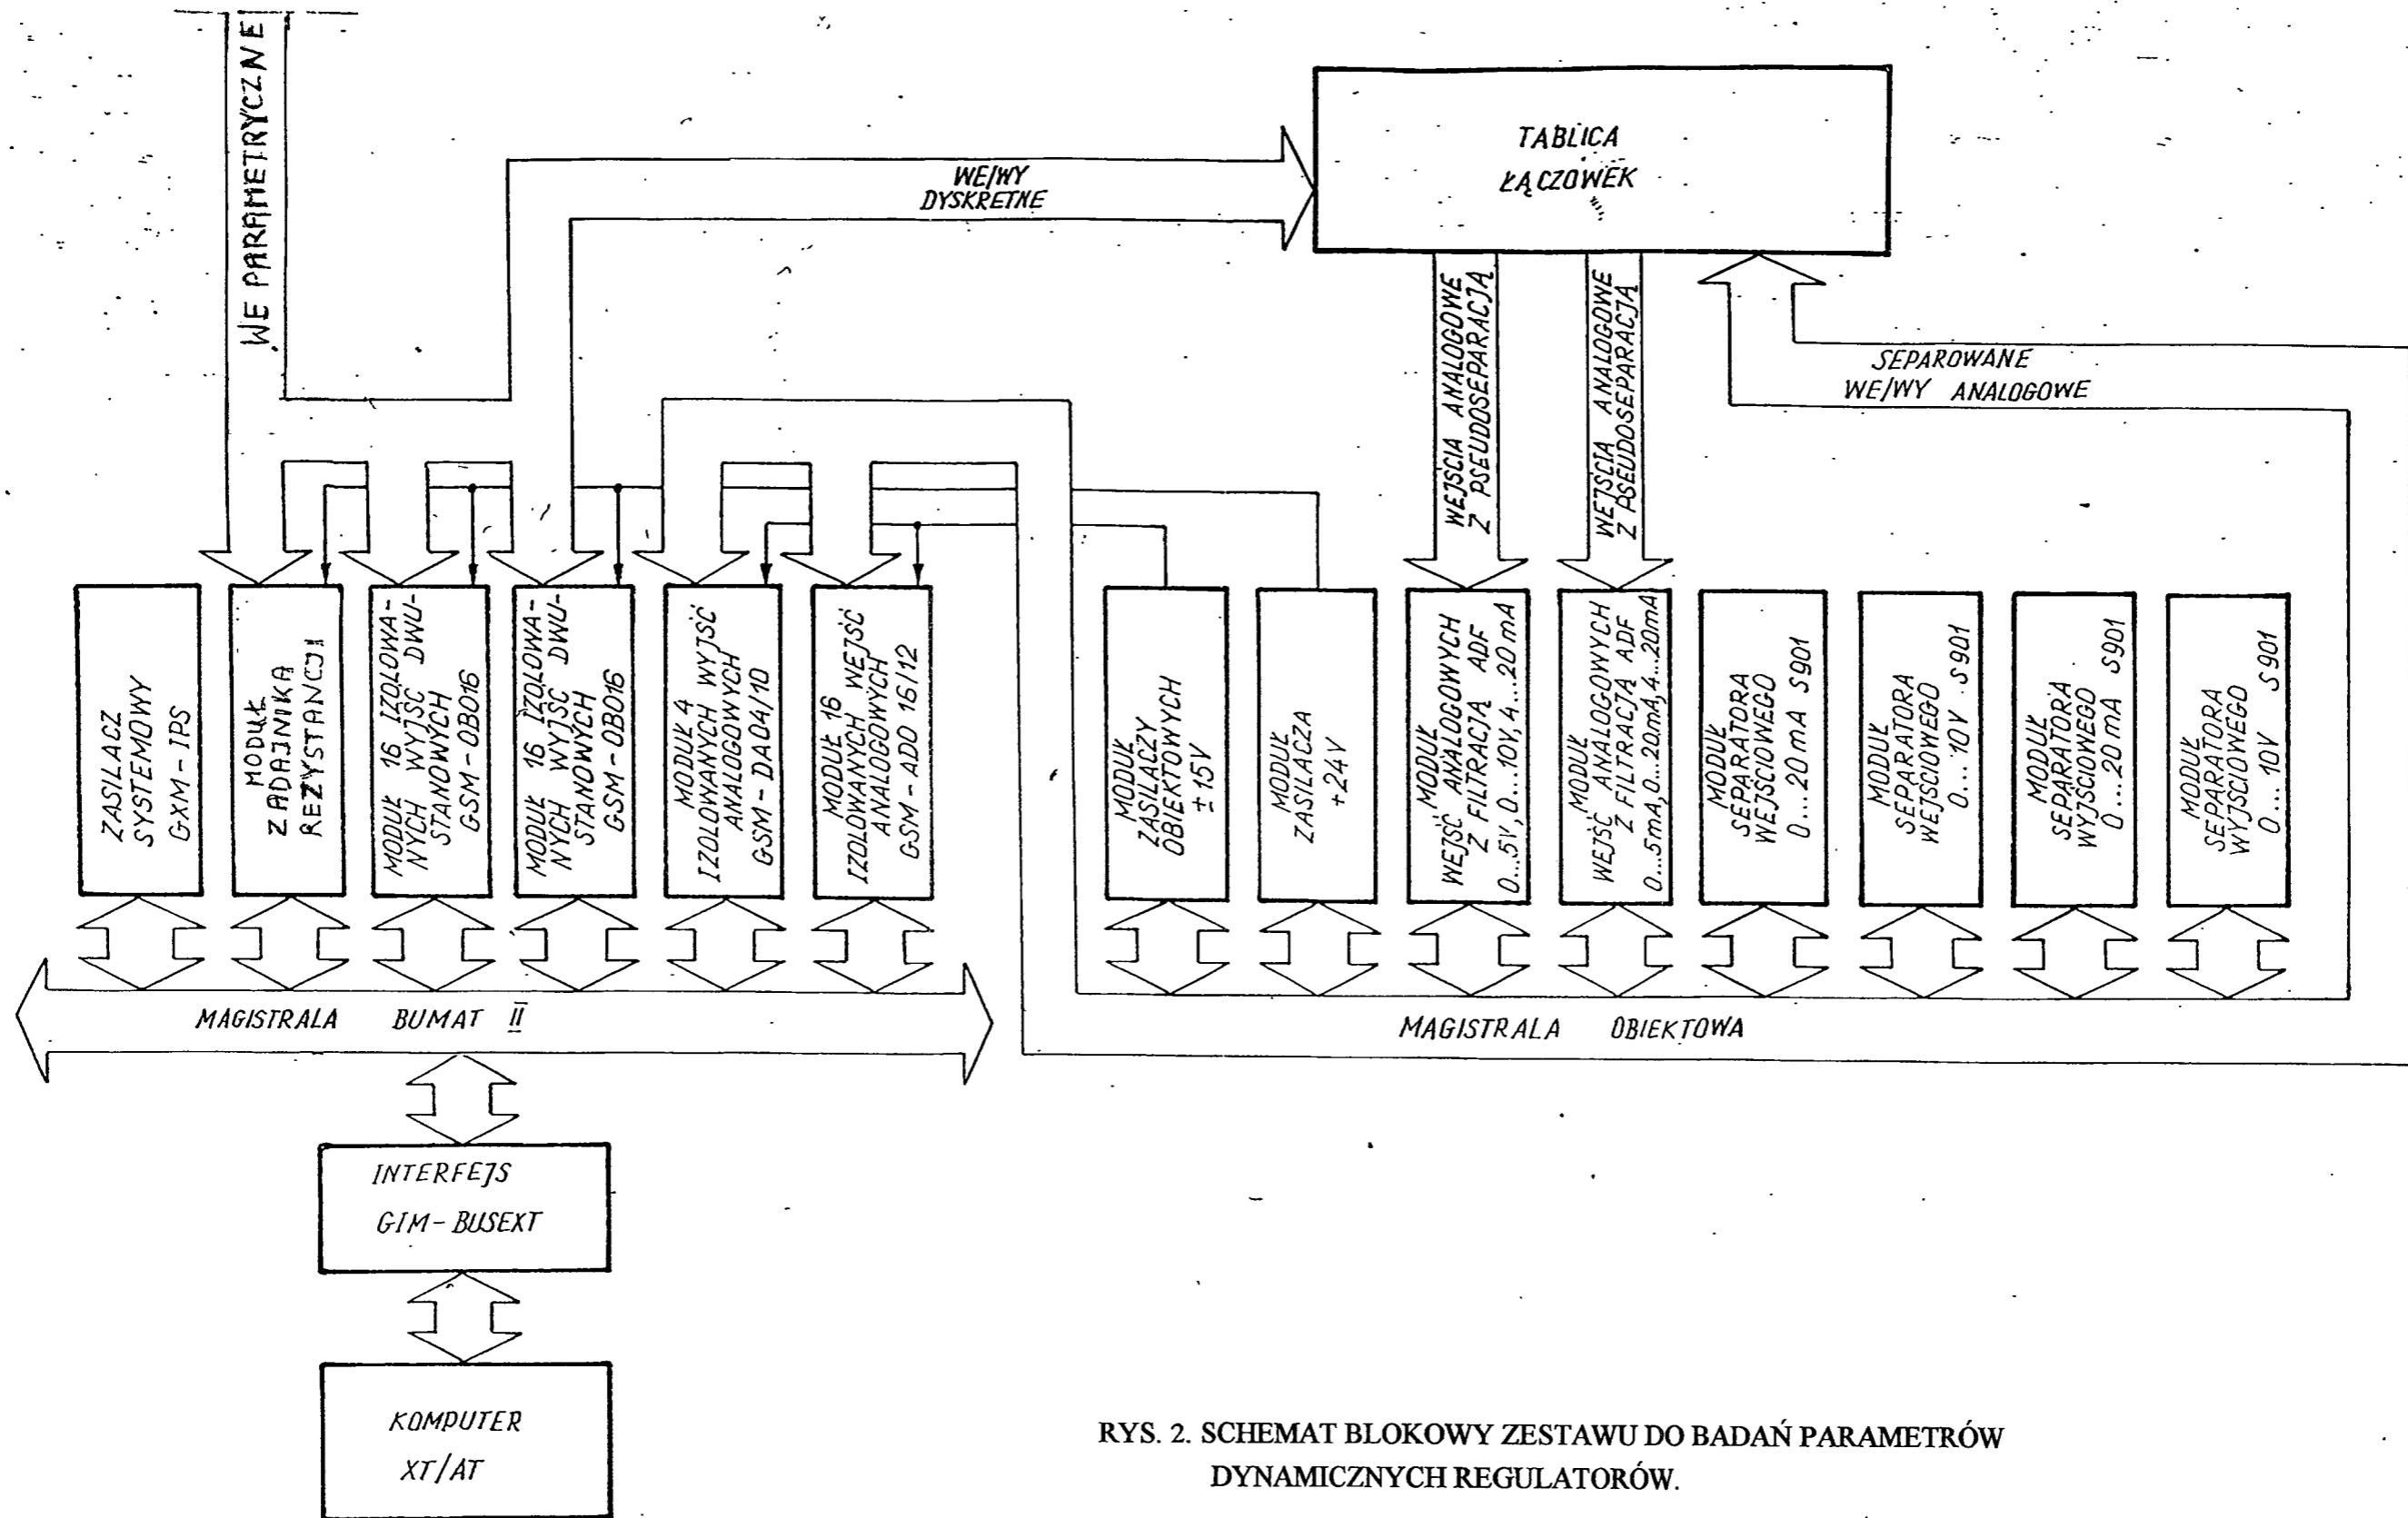 WE PARAMETRYCZNE
TABLICA
ŁĄCZOWEK
WE/WY
DYSKRETNE
WEJŚCIA ANALOGOWE
Z PSEUDOSEPARACJĄ
WEJŚCIA ANALOGOWE
Z PSEUDOSEPARACJĄ
SEPAROWANE
WE/WY ANALOGOWE
ZASILACZ
SYSTEMOWY
GXM-IPS
MODUŁ
ZADAJNIKA
REZYSTANCJI
MODUŁ 16 IZOLOWA-
NYCH WYJŚĆ DWU-
STANOWYCH
GSM-OBO16
MODUŁ 16 IZOLOWA-
NYCH WYJŚĆ DWU-
STANOWYCH
GSM-OBO16
MODUŁ 4
IZOLOWANYCH WYJŚĆ
ANALOGOWYCH
GSM-DAO4/10
MODUŁ 16
IZOLOWANYCH WEJŚĆ
ANALOGOWYCH
GSM-ADO 16/12
MODUŁ
ZASILACZY
OBIEKTOWYCH
±15V
MODUŁ
ZASILACZA
+24V
MODUŁ
WEJŚĆ ANALOGOWYCH
Z FILTRACJĄ ADF
0...5V, 0...10V, 4...20 mA
MODUŁ
WEJŚĆ ANALOGOWYCH
Z FILTRACJĄ ADF
0...5mA, 0...20mA, 4...20mA
MODUŁ
SEPARATORA
WEJŚCIOWEGO
0...20 mA S901
MODUŁ
SEPARATORA
WEJŚCIOWEGO
0...10V S901
MODUŁ
SEPARATORA
WYJŚCIOWEGO
0...20 mA S901
MODUŁ
SEPARATORA
WYJŚCIOWEGO
0...10V S901
MAGISTRALA BUMAT II
MAGISTRALA OBIEKTOWA
INTERFEJS
GIM-BUSEXT
KOMPUTER
XT/AT
RYS. 2. SCHEMAT BLOKOWY ZESTAWU DO BADAŃ PARAMETRÓW
DYNAMICZNYCH REGULATORÓW.